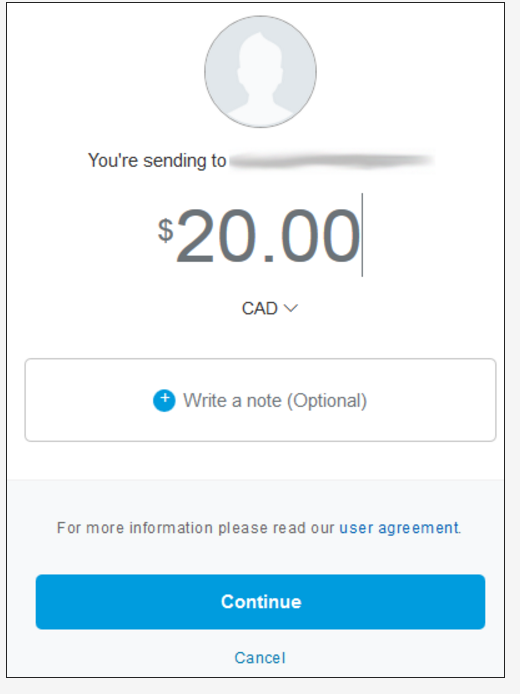 You're sending to
$20.00
CAD
Write a note (Optional)
For more information please read our user agreement.
Continue
Cancel